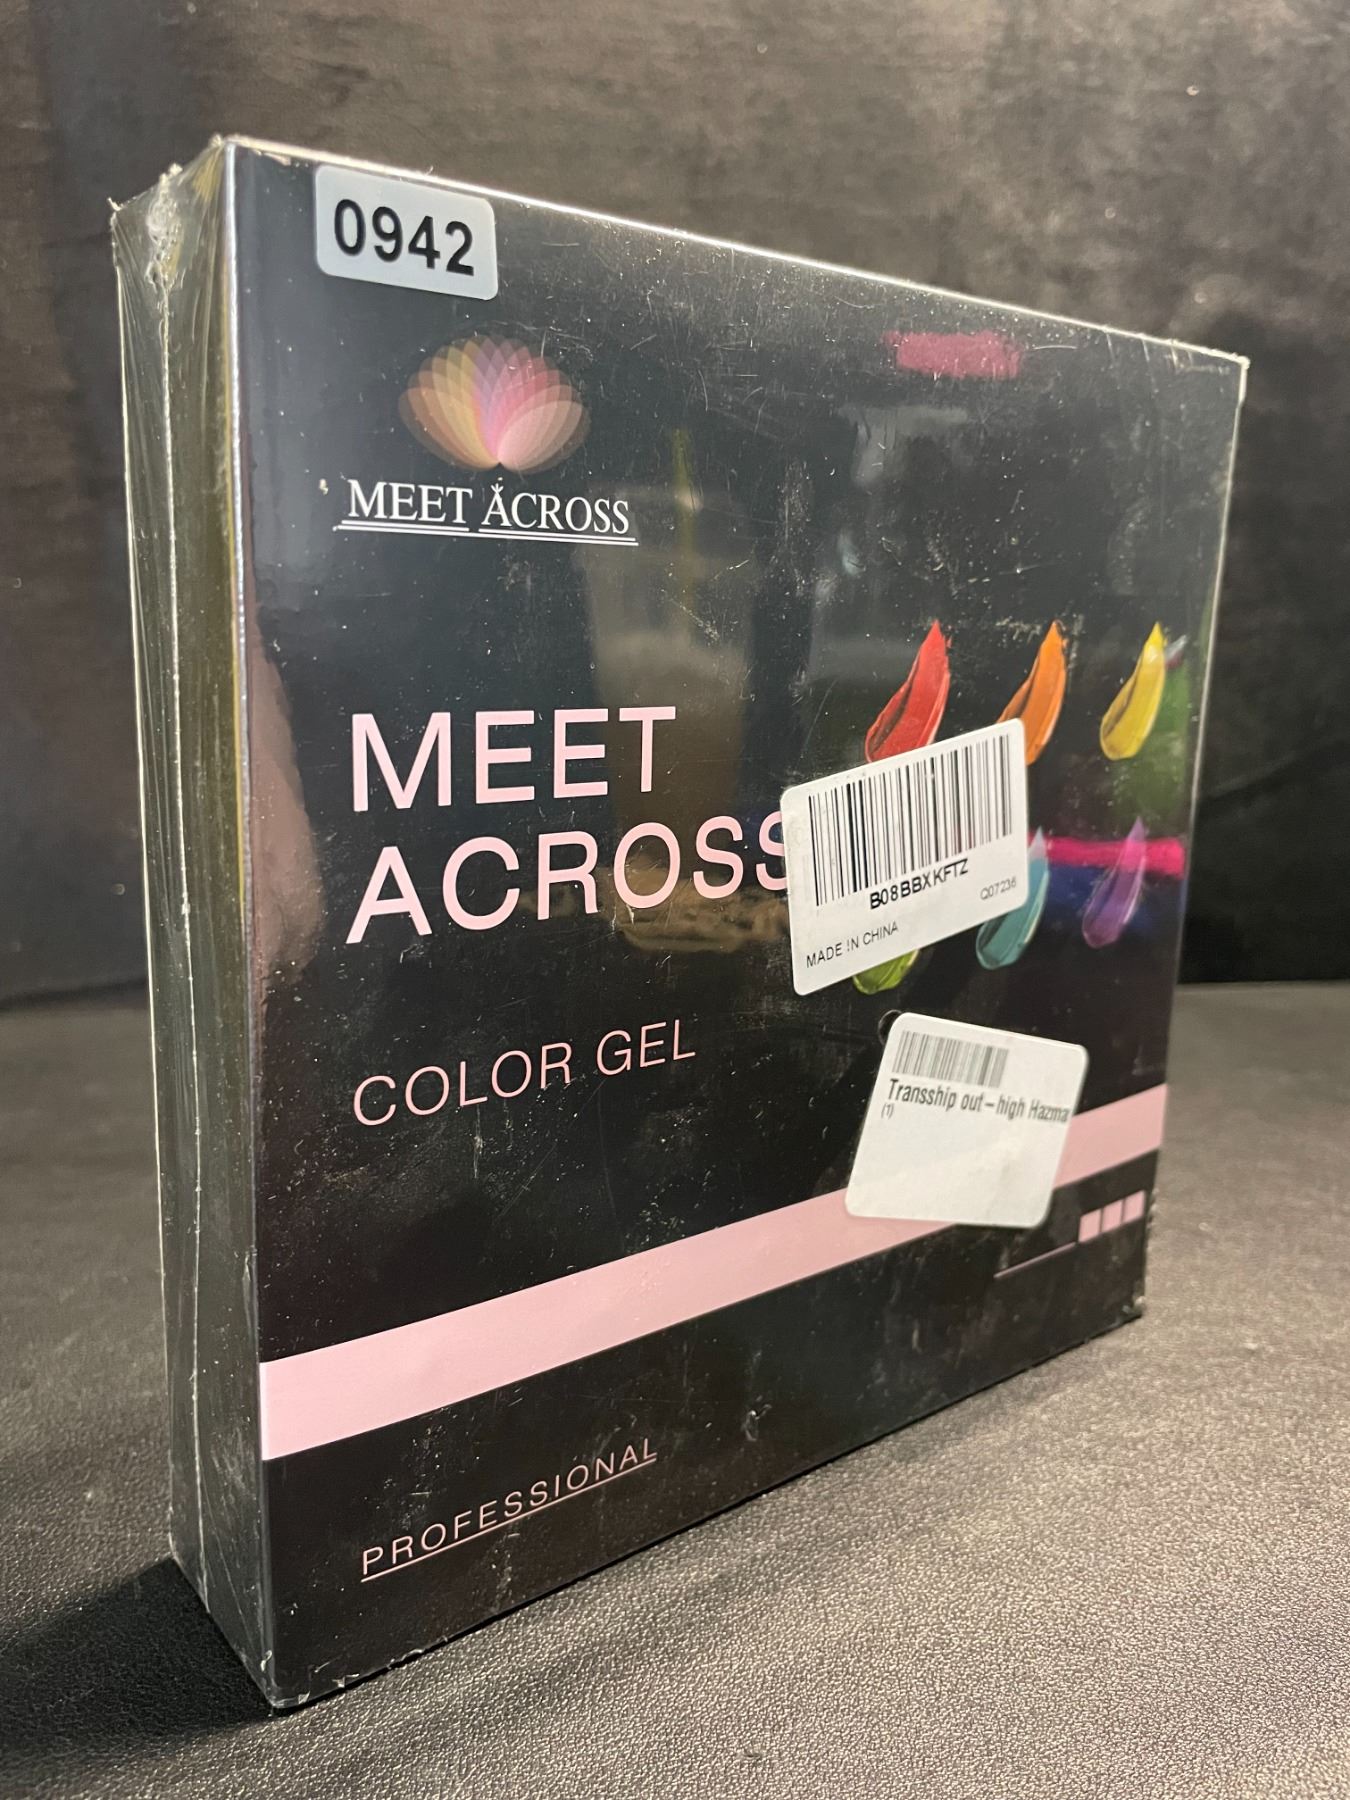 0942
MEET ACROSS
MEET
ACROSS
B08BBXKFTZ
Q07236
MADE IN CHINA
COLOR GEL
Transship out-high Hazma
(1)
PROFESSIONAL